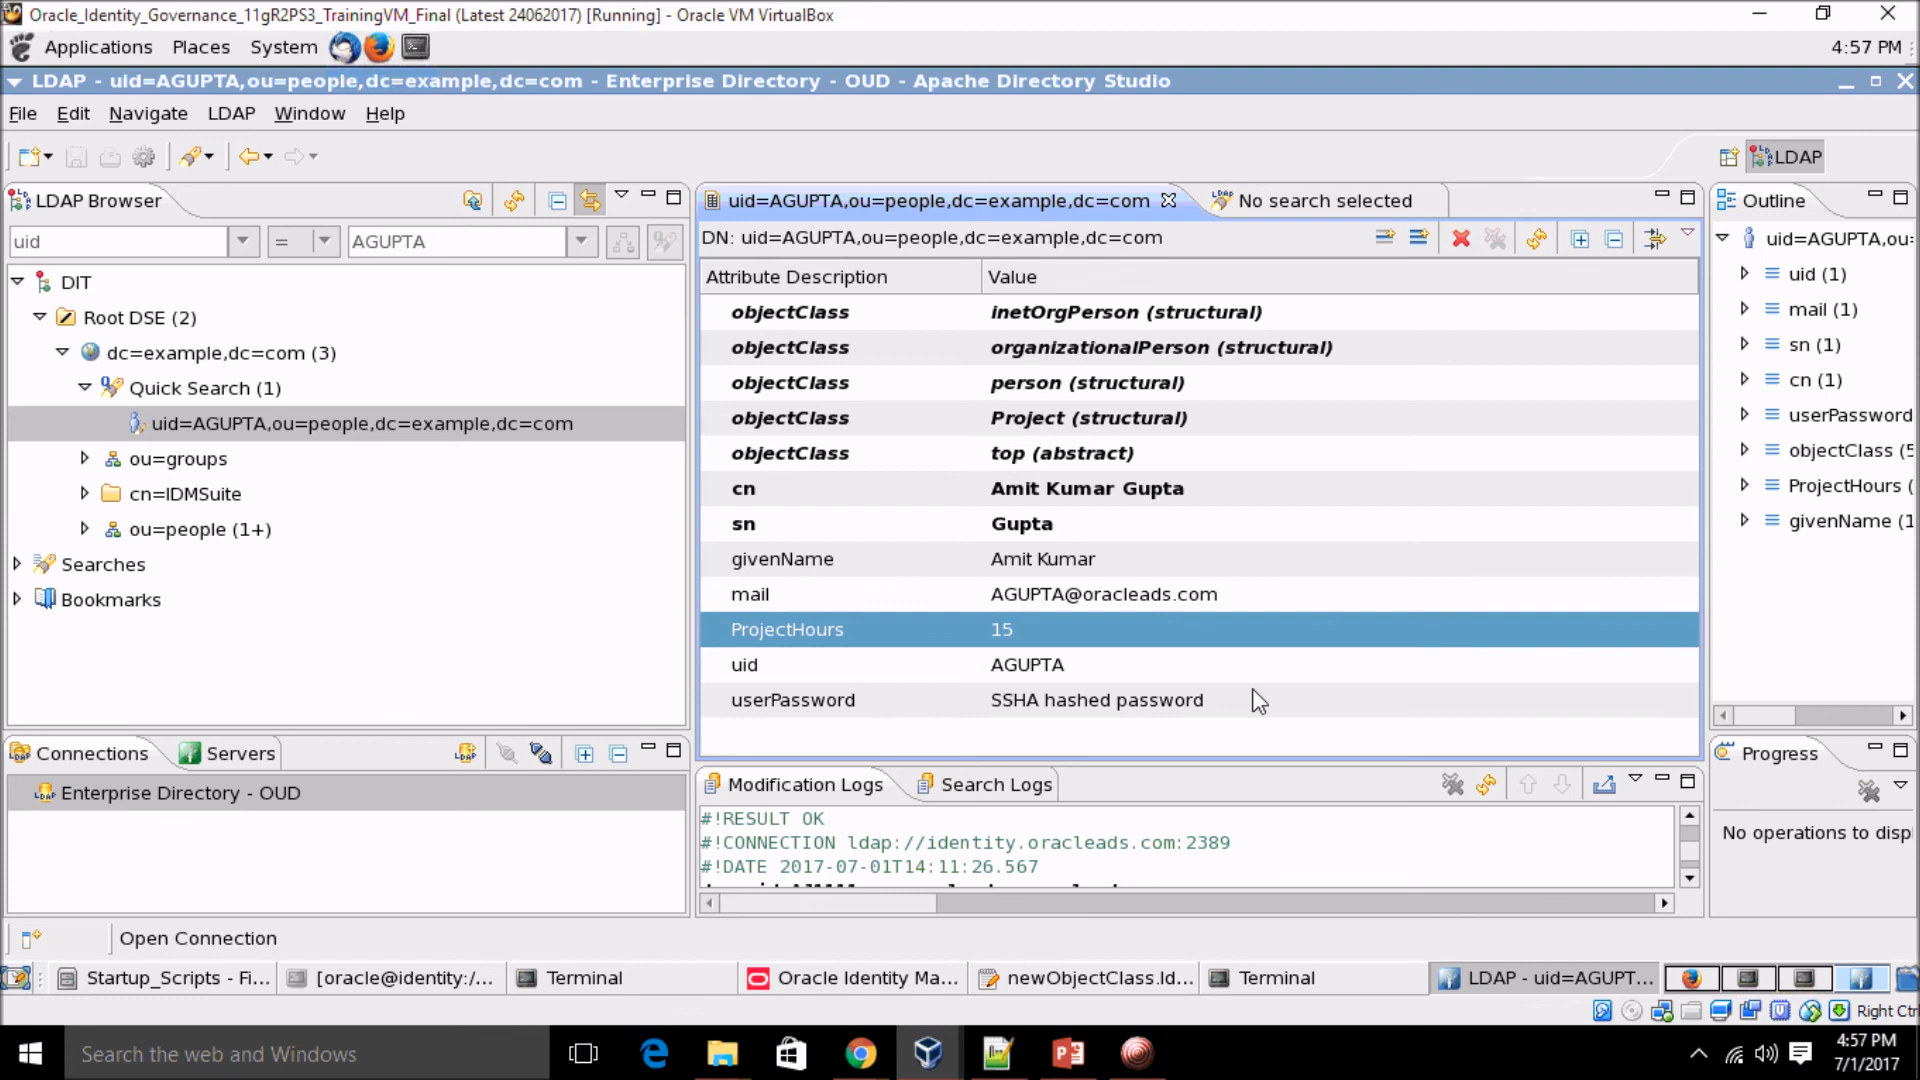 Oracle_Identity_Governance_11gR2PS3_TrainingVM_Final (Latest 24062017) [Running] - Oracle VM VirtualBox
Applications Places System 4:57 PM
LDAP - uid=AGUPTA,ou=people,dc=example,dc=com - Enterprise Directory - OUD - Apache Directory Studio
File Edit Navigate LDAP Window Help
LDAP
LDAP Browser
uid = AGUPTA
DIT
Root DSE (2)
dc=example,dc=com (3)
Quick Search (1)
uid=AGUPTA,ou=people,dc=example,dc=com
ou=groups
cn=IDMSuite
ou=people (1+)
Searches
Bookmarks
Connections Servers
Enterprise Directory - OUD
uid=AGUPTA,ou=people,dc=example,dc=com No search selected
DN: uid=AGUPTA,ou=people,dc=example,dc=com
Attribute Description Value
objectClass inetOrgPerson (structural)
objectClass organizationalPerson (structural)
objectClass person (structural)
objectClass Project (structural)
objectClass top (abstract)
cn Amit Kumar Gupta
sn Gupta
givenName Amit Kumar
mail AGUPTA@oracleads.com
ProjectHours 15
uid AGUPTA
userPassword SSHA hashed password
Modification Logs Search Logs
#!RESULT OK
#!CONNECTION ldap://identity.oracleads.com:2389
#!DATE 2017-07-01T14:11:26.567
Outline
uid=AGUPTA,ou=
uid (1)
mail (1)
sn (1)
cn (1)
userPassword
objectClass (5
ProjectHours (
givenName (1
Progress
No operations to displ
Open Connection
Startup_Scripts - Fi... [oracle@identity:/... Terminal Oracle Identity Ma... newObjectClass.ld... Terminal LDAP - uid=AGUPT...
Right Ctrl
Search the web and Windows
4:57 PM
7/1/2017